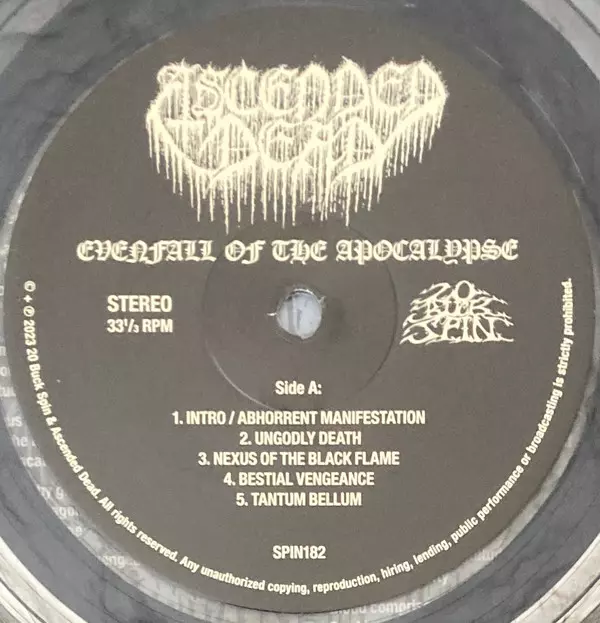 ASCENDED
DEAD
EVENFALL OF THE APOCALYPSE
STEREO
33⅓ RPM
20
BUCK
SPIN
Side A:
1. INTRO / ABHORRENT MANIFESTATION
2. UNGODLY DEATH
3. NEXUS OF THE BLACK FLAME
4. BESTIAL VENGEANCE
5. TANTUM BELLUM
SPIN182
© + ℗ 2023 20 Buck Spin & Ascended Dead. All rights reserved. Any unauthorized copying, reproduction, hiring, lending, public performance or broadcasting is strictly prohibited.